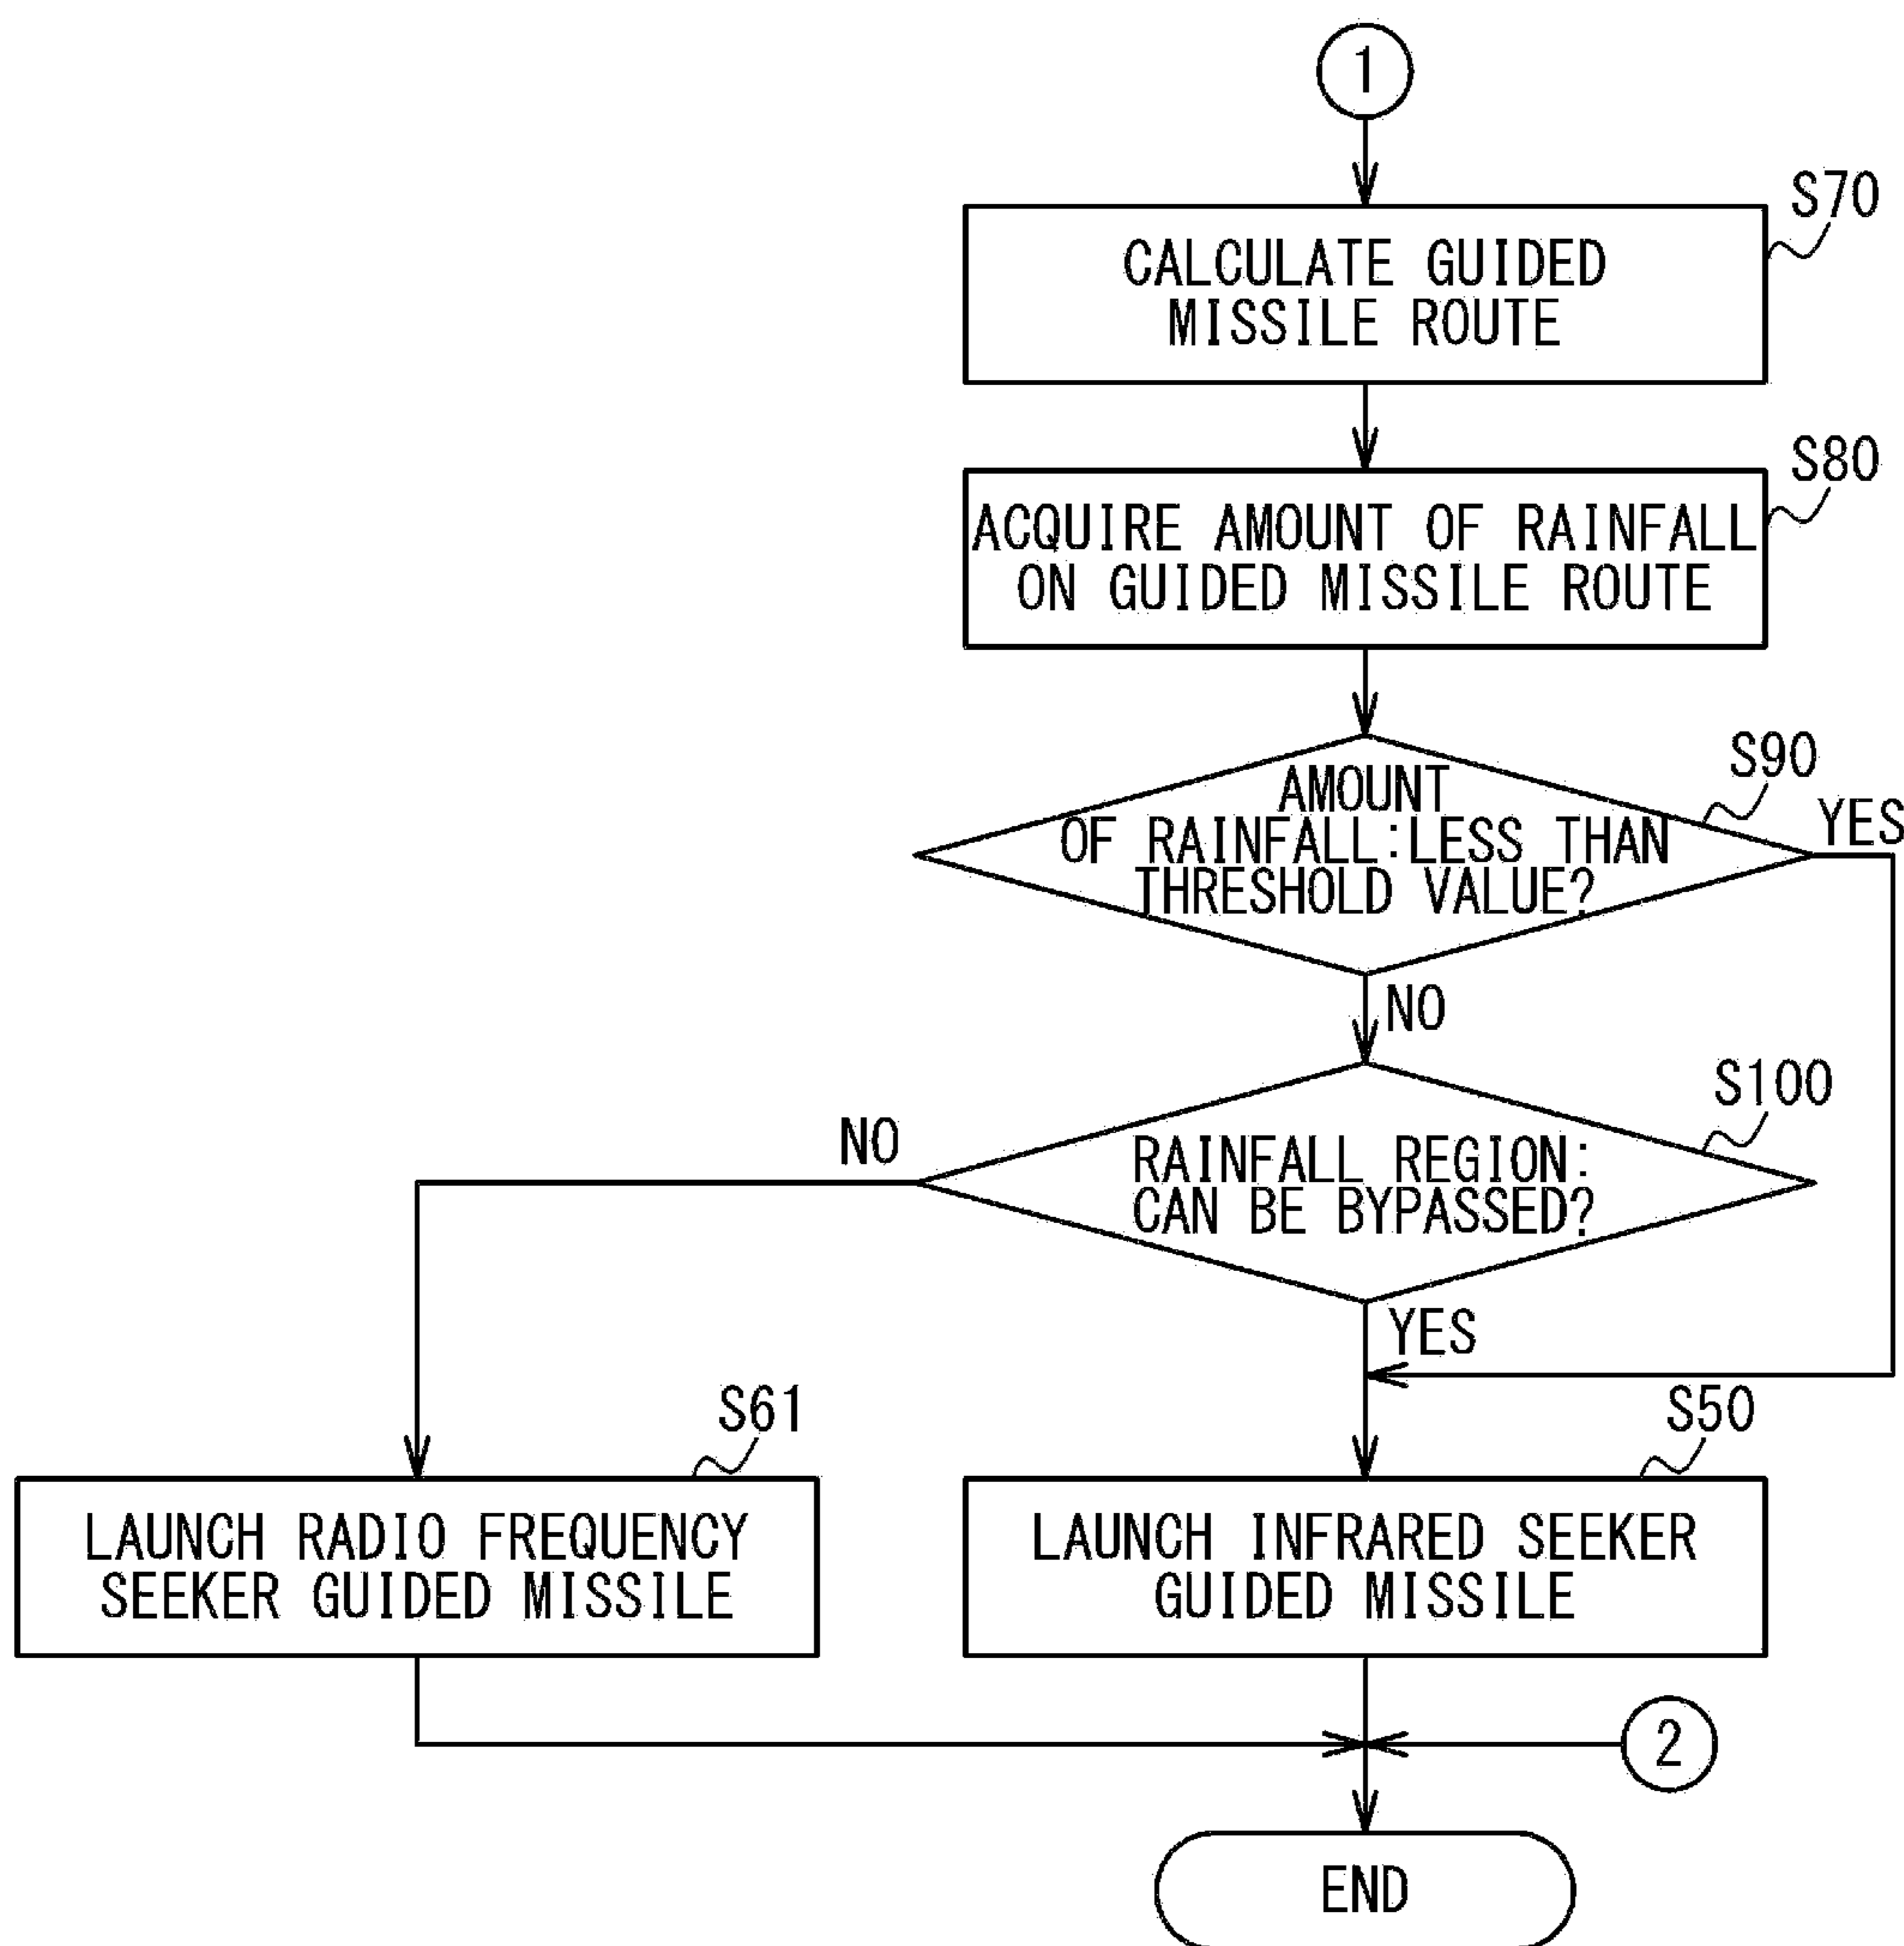 1
S70
CALCULATE GUIDED
MISSILE ROUTE
S80
ACQUIRE AMOUNT OF RAINFALL
ON GUIDED MISSILE ROUTE
S90
AMOUNT
OF RAINFALL:LESS THAN
THRESHOLD VALUE?
YES
NO
S100
RAINFALL REGION:
CAN BE BYPASSED?
NO
YES
S61
LAUNCH RADIO FREQUENCY
SEEKER GUIDED MISSILE
S50
LAUNCH INFRARED SEEKER
GUIDED MISSILE
2
END